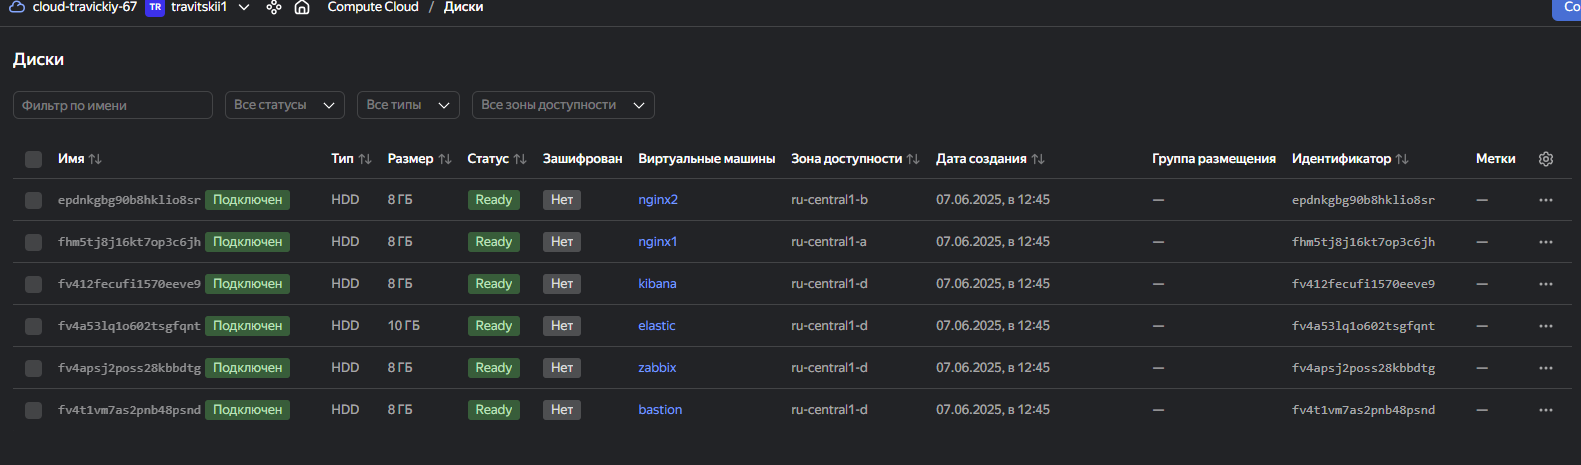 cloud-travickiy-67 TR travitskii1 Compute Cloud / Диски Co
Диски
Фильтр по имени Все статусы Все типы Все зоны доступности
Имя Тип Размер Статус Зашифрован Виртуальные машины Зона доступности Дата создания Группа размещения Идентификатор Метки
epdnkgbg90b8hklio8sr Подключен HDD 8 ГБ Ready Нет nginx2 ru-central1-b 07.06.2025, в 12:45 — epdnkgbg90b8hklio8sr —
fhm5tj8j16kt7op3c6jh Подключен HDD 8 ГБ Ready Нет nginx1 ru-central1-a 07.06.2025, в 12:45 — fhm5tj8j16kt7op3c6jh —
fv412fecufi1570eeve9 Подключен HDD 8 ГБ Ready Нет kibana ru-central1-d 07.06.2025, в 12:45 — fv412fecufi1570eeve9 —
fv4a53lq1o602tsgfqnt Подключен HDD 10 ГБ Ready Нет elastic ru-central1-d 07.06.2025, в 12:45 — fv4a53lq1o602tsgfqnt —
fv4apsj2poss28kbbdtg Подключен HDD 8 ГБ Ready Нет zabbix ru-central1-d 07.06.2025, в 12:45 — fv4apsj2poss28kbbdtg —
fv4t1vm7as2pnb48psnd Подключен HDD 8 ГБ Ready Нет bastion ru-central1-d 07.06.2025, в 12:45 — fv4t1vm7as2pnb48psnd —